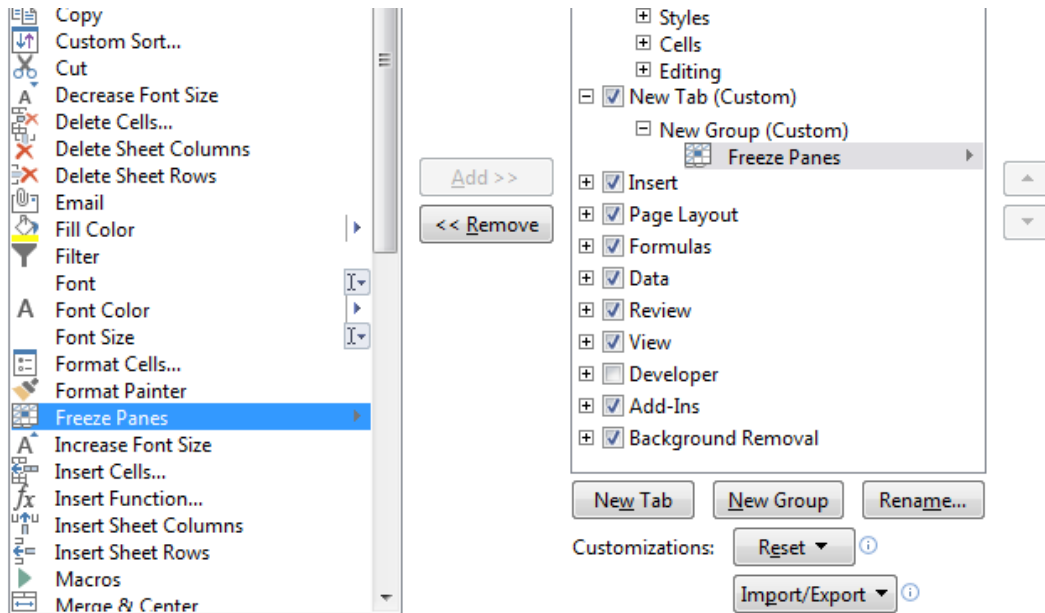 Copy
Custom Sort...
Cut
Decrease Font Size
Delete Cells...
Delete Sheet Columns
Delete Sheet Rows
Email
Fill Color
Filter
Font
Font Color
Font Size
Format Cells...
Format Painter
Freeze Panes
Increase Font Size
Insert Cells...
Insert Function...
Insert Sheet Columns
Insert Sheet Rows
Macros
Merge & Center
Add >>
<< Remove
Styles
Cells
Editing
New Tab (Custom)
New Group (Custom)
Freeze Panes
Insert
Page Layout
Formulas
Data
Review
View
Developer
Add-Ins
Background Removal
New Tab
New Group
Rename...
Customizations:
Reset
Import/Export